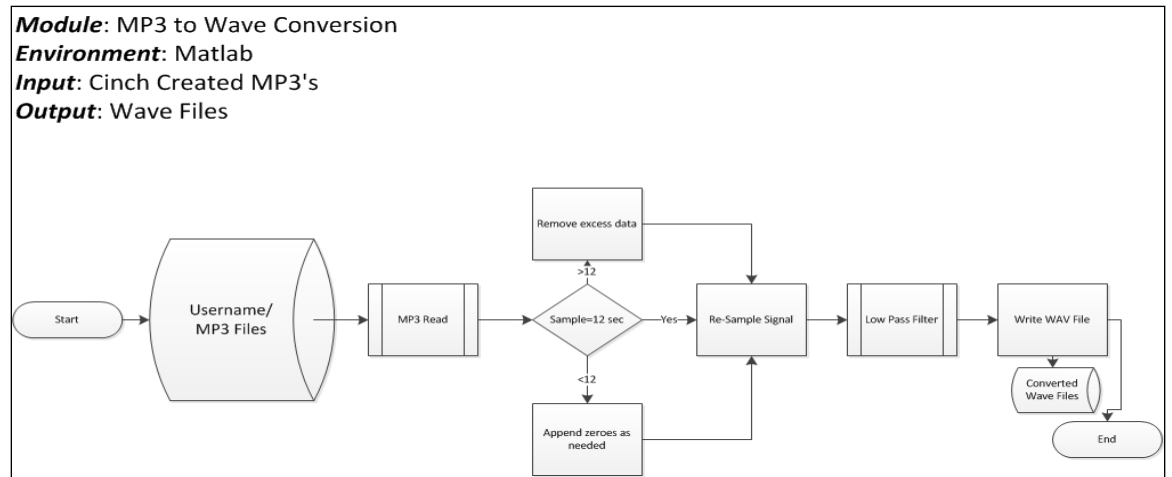 Module: MP3 to Wave Conversion
Environment: Matlab
Input: Cinch Created MP3's
Output: Wave Files
Remove excess data
>12
Start
Username/
MP3 Files
MP3 Read
Sample=12 sec
Yes
Re-Sample Signal
Low Pass Filter
Write WAV File
<12
Converted
Wave Files
Append zeroes as
needed
End